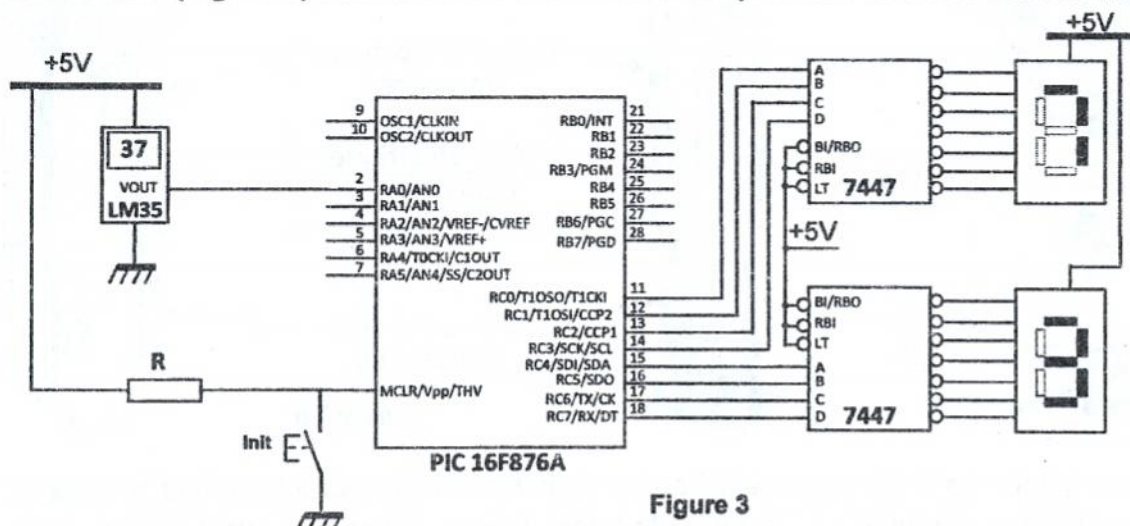 +5V
+5V
37
VOUT
LM35
9
OSC1/CLKIN
10
OSC2/CLKOUT
2
RA0/AN0
3
RA1/AN1
4
RA2/AN2/VREF-/CVREF
5
RA3/AN3/VREF+
6
RA4/T0CKI/C1OUT
7
RA5/AN4/SS/C2OUT
21
RB0/INT
22
RB1
23
RB2
24
RB3/PGM
25
RB4
26
RB5
27
RB6/PGC
28
RB7/PGD
11
RC0/T1OSO/T1CKI
12
RC1/T1OSI/CCP2
13
RC2/CCP1
14
RC3/SCK/SCL
15
RC4/SDI/SDA
16
RC5/SDO
17
RC6/TX/CK
18
RC7/RX/DT
MCLR/Vpp/THV
R
Init
PIC 16F876A
A
B
C
D
BI/RBO
RBI
LT
7447
+5V
BI/RBO
RBI
LT
A
B
C
D
7447
Figure 3